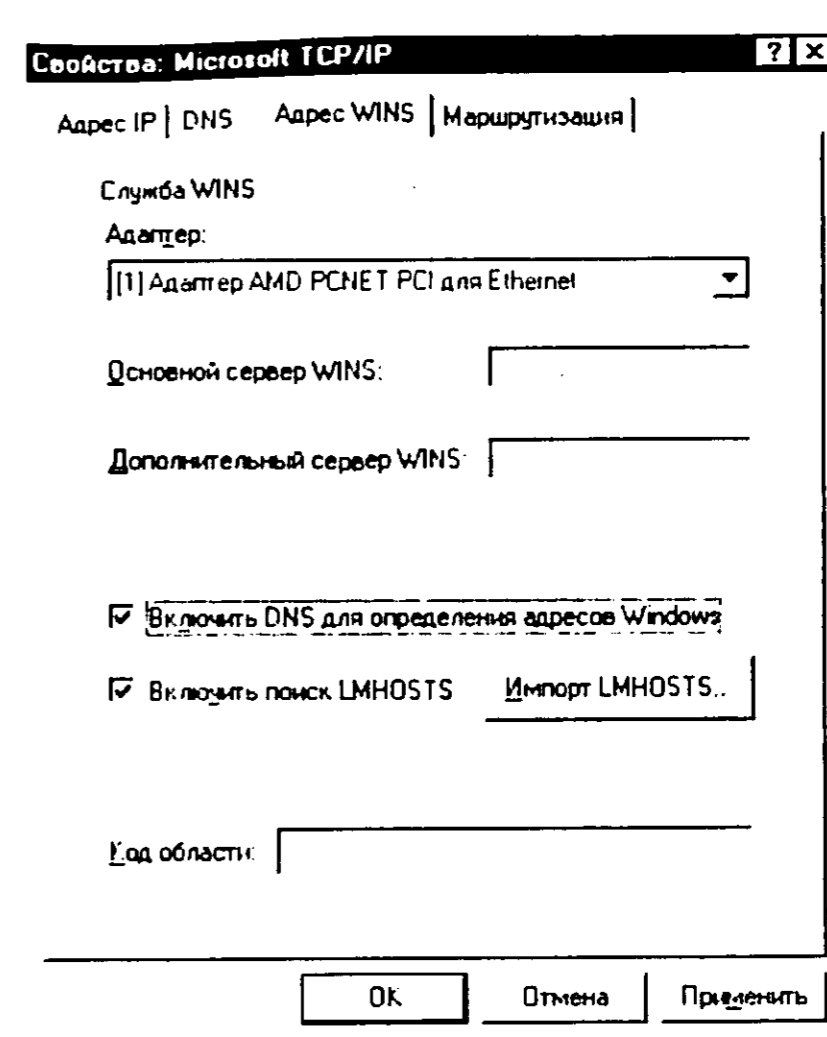 Свойства: Microsoft TCP/IP ? ×
Адрес IP | DNS Адрес WINS | Маршрутизация |
Служба WINS
Адаптер:
[1] Адаптер AMD PCNET PCI для Ethernet
Основной сервер WINS:
Дополнительный сервер WINS:
Включить DNS для определения адресов Windows
Включить поиск LMHOSTS Импорт LMHOSTS..
Код области:
OK Отмена Применить